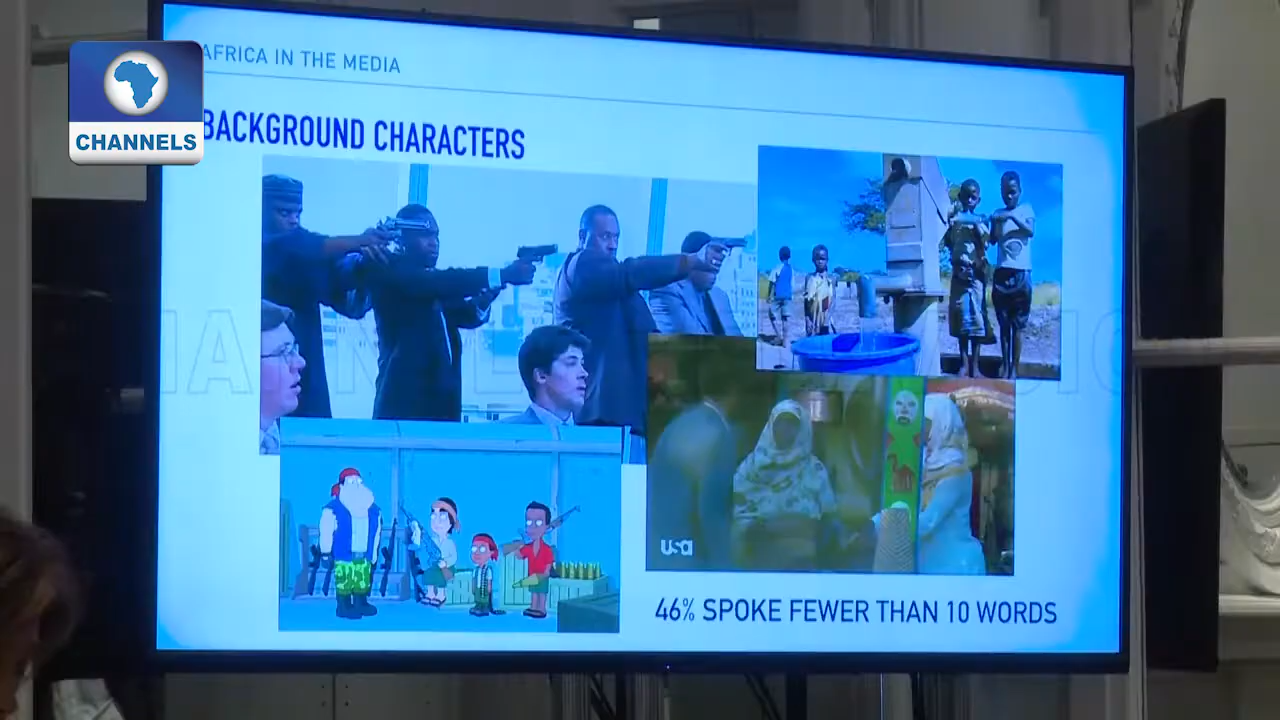 AFRICA IN THE MEDIA
CHANNELS
BACKGROUND CHARACTERS
usa
46% SPOKE FEWER THAN 10 WORDS